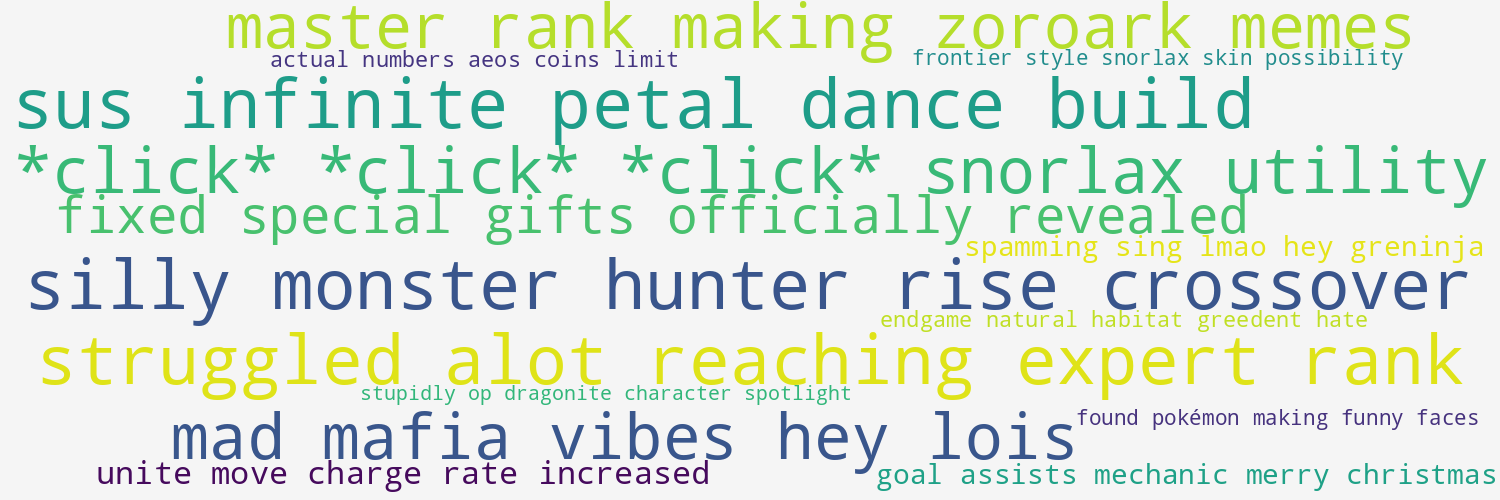 master rank making zoroark memes
actual numbers aeos coins limit
frontier style snorlax skin possibility
sus infinite petal dance build
*click* *click* *click* snorlax utility
fixed special gifts officially revealed
spamming sing lmao hey greninja
silly monster hunter rise crossover
endgame natural habitat greedent hate
struggled alot reaching expert rank
stupidly op dragonite character spotlight
found pokémon making funny faces
mad mafia vibes hey lois
unite move charge rate increased
goal assists mechanic merry christmas